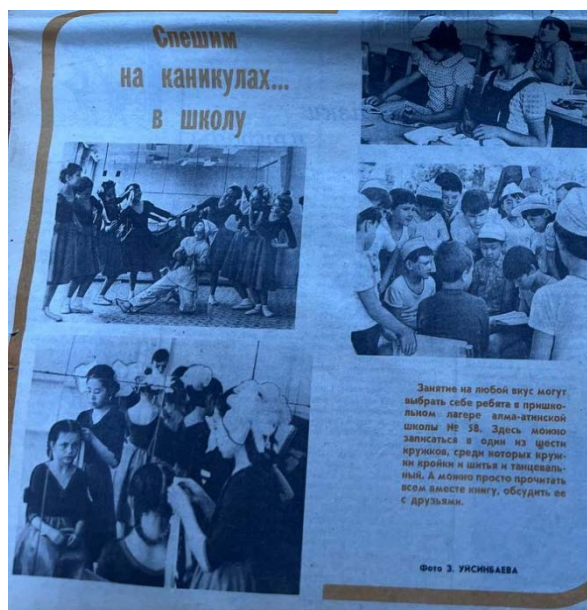 Спешим
на каникулах...
в школу
Занятие на любой вкус могут
выбрать себе ребята в пришко-
льном лагере алма-атинской
школы № 58. Здесь можно
записаться в один из шести
кружков, среди которых круж-
ки кройки и шитья и танцеваль-
ный. А можно просто прочитать
всем вместе книгу, обсудить ее
с друзьями.
Фото З. УЙСИНБАЕВА